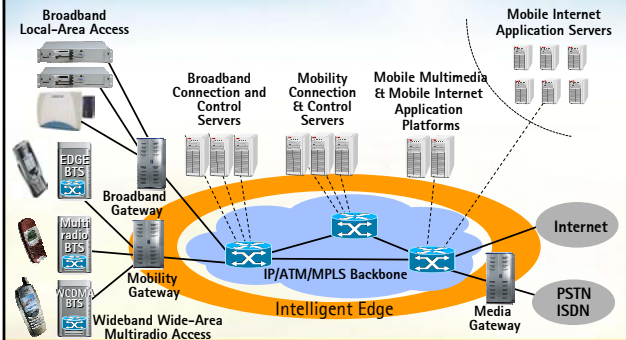 Broadband
Local-Area Access
Mobile Internet
Application Servers
Broadband
Connection and
Control
Servers
Mobility
Connection
& Control
Servers
Mobile Multimedia
& Mobile Internet
Application
Platforms
EDGE
BTS
Broadband
Gateway
Multi
radio
BTS
Mobility
Gateway
WCDMA
BTS
Wideband Wide-Area
Multiradio Access
IP/ATM/MPLS Backbone
Intelligent Edge
Internet
Media
Gateway
PSTN
ISDN